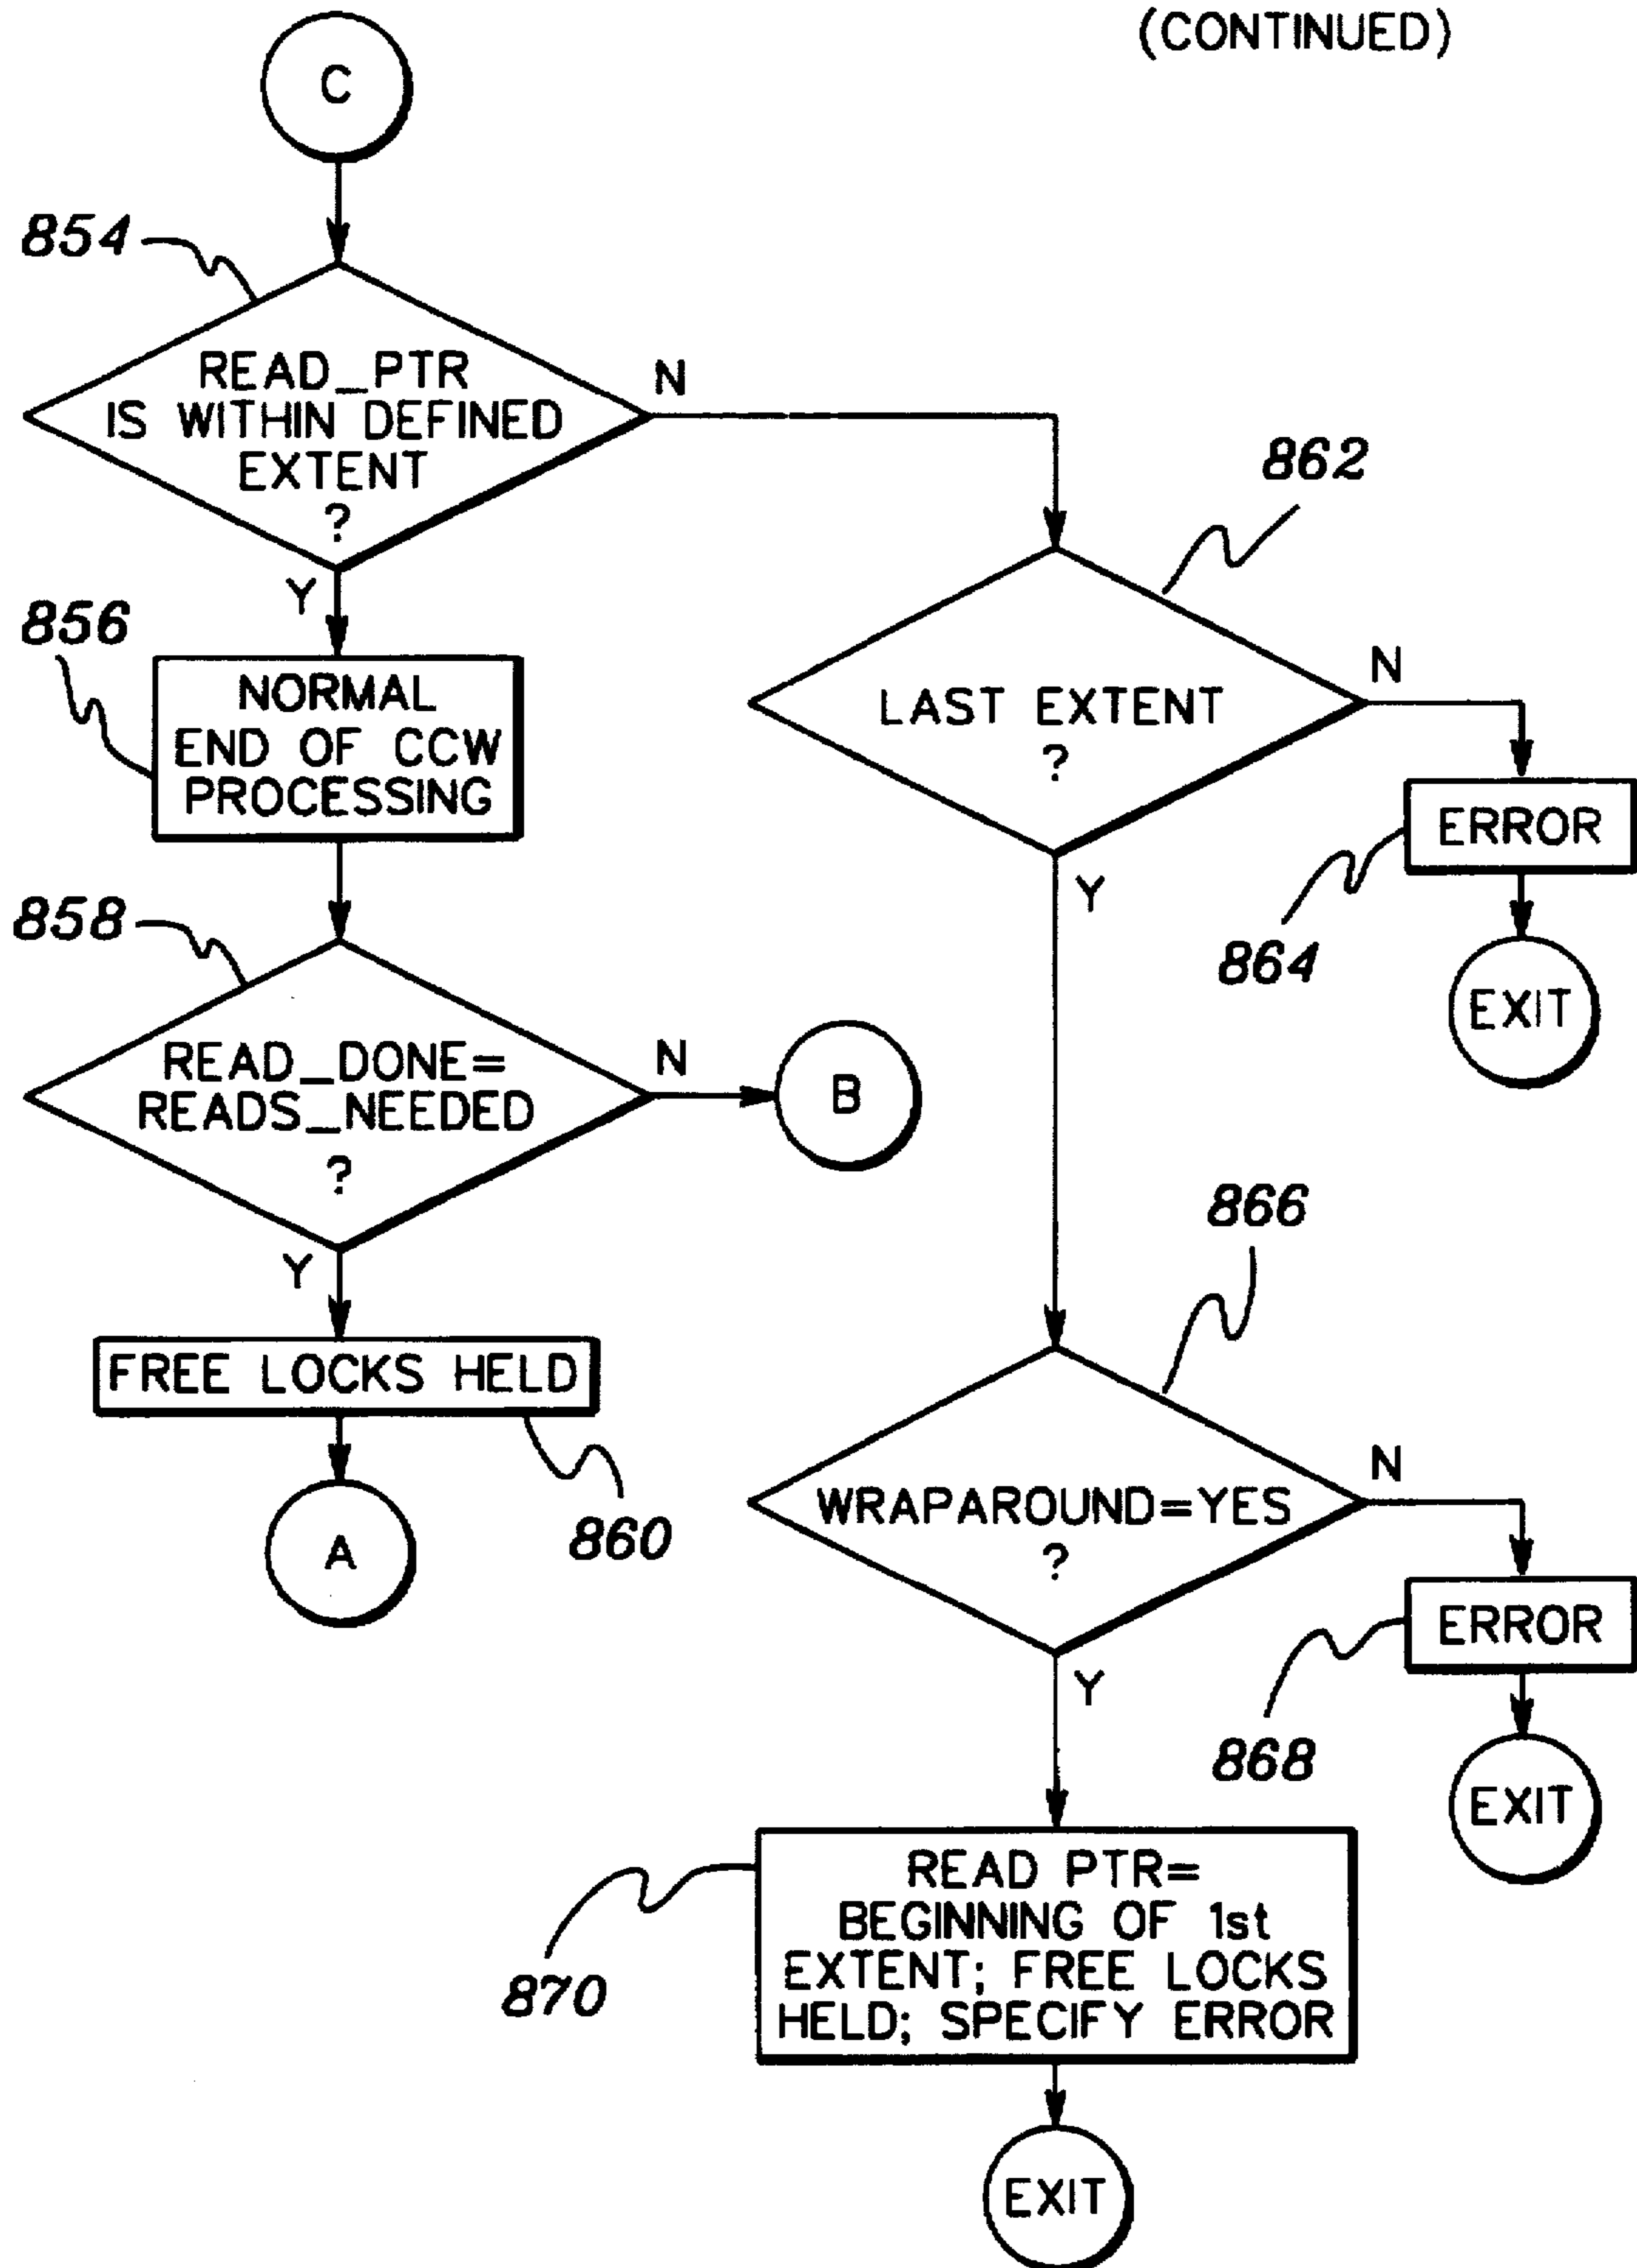 (CONTINUED)
C
854
READ_PTR
IS WITHIN DEFINED
EXTENT
?
N
Y
856
NORMAL
END OF CCW
PROCESSING
858
READ_DONE=
READS_NEEDED
?
N
B
Y
FREE LOCKS HELD
860
A
862
LAST EXTENT
?
N
ERROR
864
EXIT
Y
866
WRAPAROUND=YES
?
N
ERROR
868
EXIT
Y
READ PTR=
BEGINNING OF 1st
EXTENT; FREE LOCKS
HELD; SPECIFY ERROR
870
EXIT